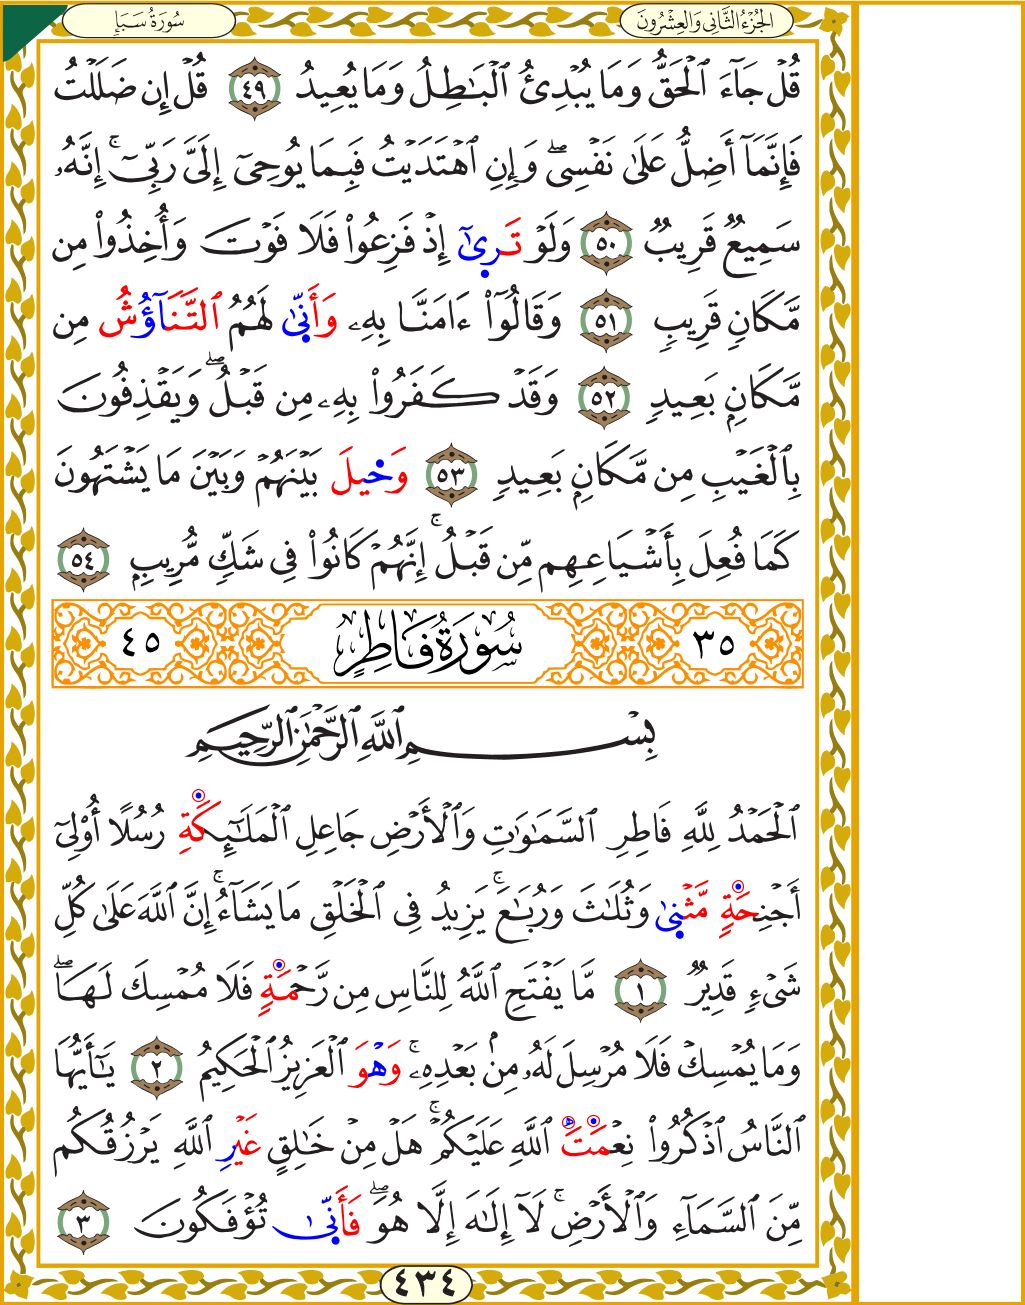 سُورَةُ سَبَإٍ
الجُزْءُ الثَّانِي وَالعِشْرُونَ
قُلْ جَآءَ ٱلْحَقُّ وَمَا يُبْدِئُ ٱلْبَـٰطِلُ وَمَا يُعِيدُ ٤٩ قُلْ إِن ضَلَلْتُ
فَإِنَّمَآ أَضِلُّ عَلَىٰ نَفْسِىۖ وَإِنِ ٱهْتَدَيْتُ فَبِمَا يُوحِىٓ إِلَىَّ رَبِّىٓۚ إِنَّهُۥ
سَمِيعٌ قَرِيبٌ ٥٠ وَلَوْ تَرِىٰٓ إِذْ فَزِعُوا۟ فَلَا فَوْتَ وَأُخِذُوا۟ مِن
مَّكَانٍ قَرِيبٍ ٥١ وَقَالُوٓا۟ ءَامَنَّا بِهِۦ وَأَنِّىٰ لَهُمُ ٱلتَّنَآؤُشُ مِن
مَّكَانٍ بَعِيدٍ ٥٢ وَقَدْ كَفَرُوا۟ بِهِۦ مِن قَبْلُۖ وَيَقْذِفُونَ
بِٱلْغَيْبِ مِن مَّكَانٍ بَعِيدٍ ٥٣ وَحُيلَ بَيْنَهُمْ وَبَيْنَ مَا يَشْتَهُونَ
كَمَا فُعِلَ بِأَشْيَاعِهِم مِّن قَبْلُۚ إِنَّهُمْ كَانُوا۟ فِى شَكٍّ مُّرِيبٍ ٥٤
٣٥ سُورَةُ فَاطِرٍ ٤٥
بِسْمِ ٱللَّهِ ٱلرَّحْمَـٰنِ ٱلرَّحِيمِ
ٱلْحَمْدُ لِلَّهِ فَاطِرِ ٱلسَّمَـٰوَٰتِ وَٱلْأَرْضِ جَاعِلِ ٱلْمَلَـٰٓئِكَةِ رُسُلًا أُو۟لِىٓ
أَجْنِحَةٍ مَّثْنِىٰ وَثُلَـٰثَ وَرُبَـٰعَۚ يَزِيدُ فِى ٱلْخَلْقِ مَا يَشَآءُۚ إِنَّ ٱللَّهَ عَلَىٰ كُلِّ
شَىْءٍ قَدِيرٌ ١ مَّا يَفْتَحِ ٱللَّهُ لِلنَّاسِ مِن رَّحْمَةٍ فَلَا مُمْسِكَ لَهَاۖ
وَمَا يُمْسِكْ فَلَا مُرْسِلَ لَهُۥ مِنۢ بَعْدِهِۦۚ وَهْوَ ٱلْعَزِيزُ ٱلْحَكِيمُ ٢ يَـٰٓأَيُّهَا
ٱلنَّاسُ ٱذْكُرُوا۟ نِعْمَتَ ٱللَّهِ عَلَيْكُمْۚ هَلْ مِنْ خَـٰلِقٍ غَيْرِ ٱللَّهِ يَرْزُقُكُم
مِّنَ ٱلسَّمَآءِ وَٱلْأَرْضِۚ لَآ إِلَـٰهَ إِلَّا هُوَۖ فَأَنِّىٰ تُؤْفَكُونَ ٣
٤٣٤